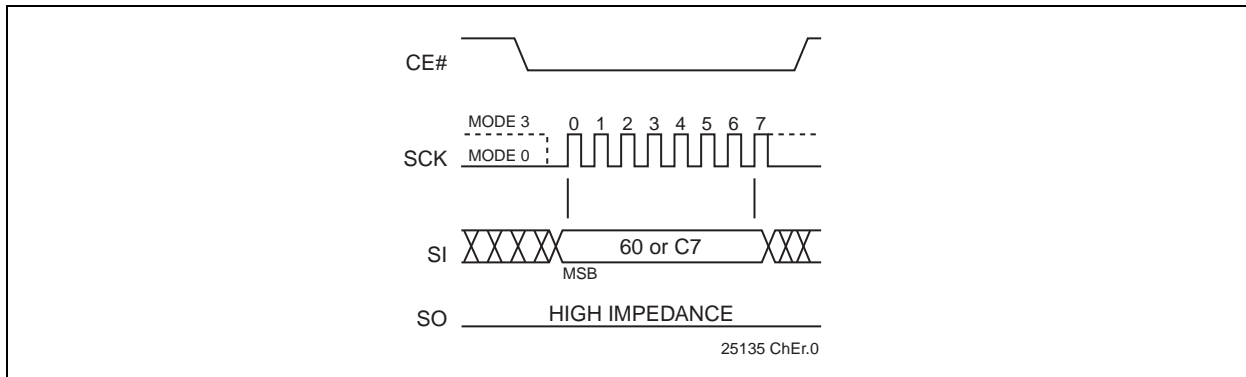 CE#
MODE 3
0 1 2 3 4 5 6 7
SCK
MODE 0
SI
60 or C7
MSB
SO
HIGH IMPEDANCE
25135 ChEr.0